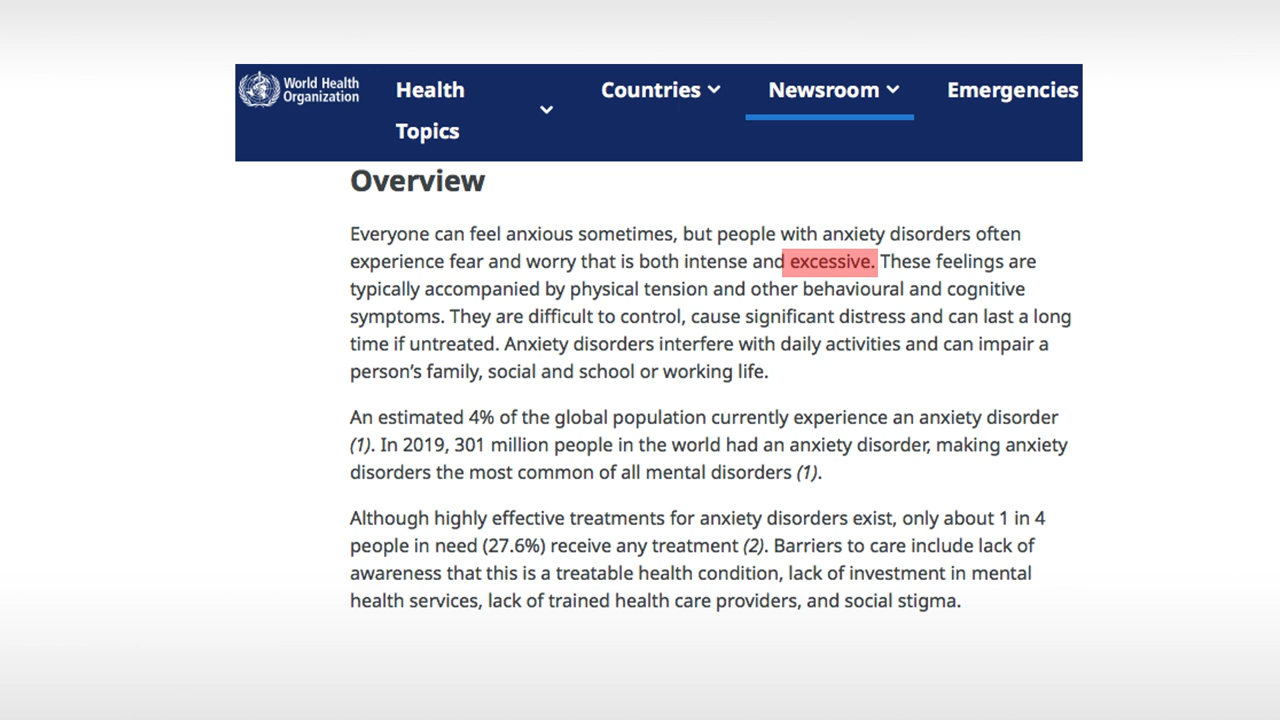 World Health
Organization
Health
Topics
Countries
Newsroom
Emergencies
Overview
Everyone can feel anxious sometimes, but people with anxiety disorders often
experience fear and worry that is both intense and excessive. These feelings are
typically accompanied by physical tension and other behavioural and cognitive
symptoms. They are difficult to control, cause significant distress and can last a long
time if untreated. Anxiety disorders interfere with daily activities and can impair a
person’s family, social and school or working life.
An estimated 4% of the global population currently experience an anxiety disorder
(1). In 2019, 301 million people in the world had an anxiety disorder, making anxiety
disorders the most common of all mental disorders (1).
Although highly effective treatments for anxiety disorders exist, only about 1 in 4
people in need (27.6%) receive any treatment (2). Barriers to care include lack of
awareness that this is a treatable health condition, lack of investment in mental
health services, lack of trained health care providers, and social stigma.